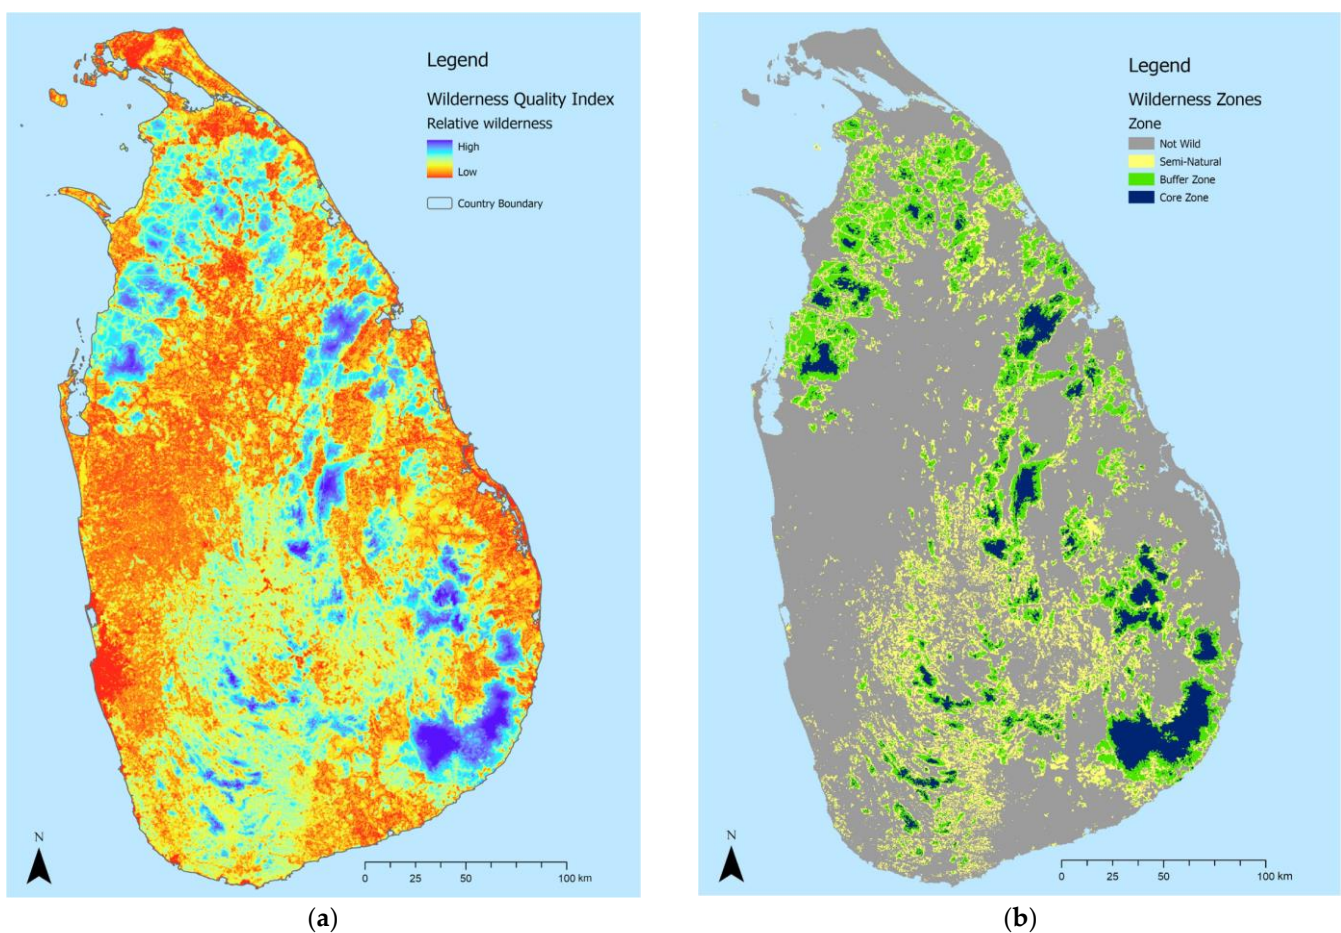 Legend
Wilderness Quality Index
Relative wilderness
High
Low
Country Boundary
N
0 25 50 100 km
(a)
Legend
Wilderness Zones
Zone
Not Wild
Semi-Natural
Buffer Zone
Core Zone
N
0 25 50 100 km
(b)